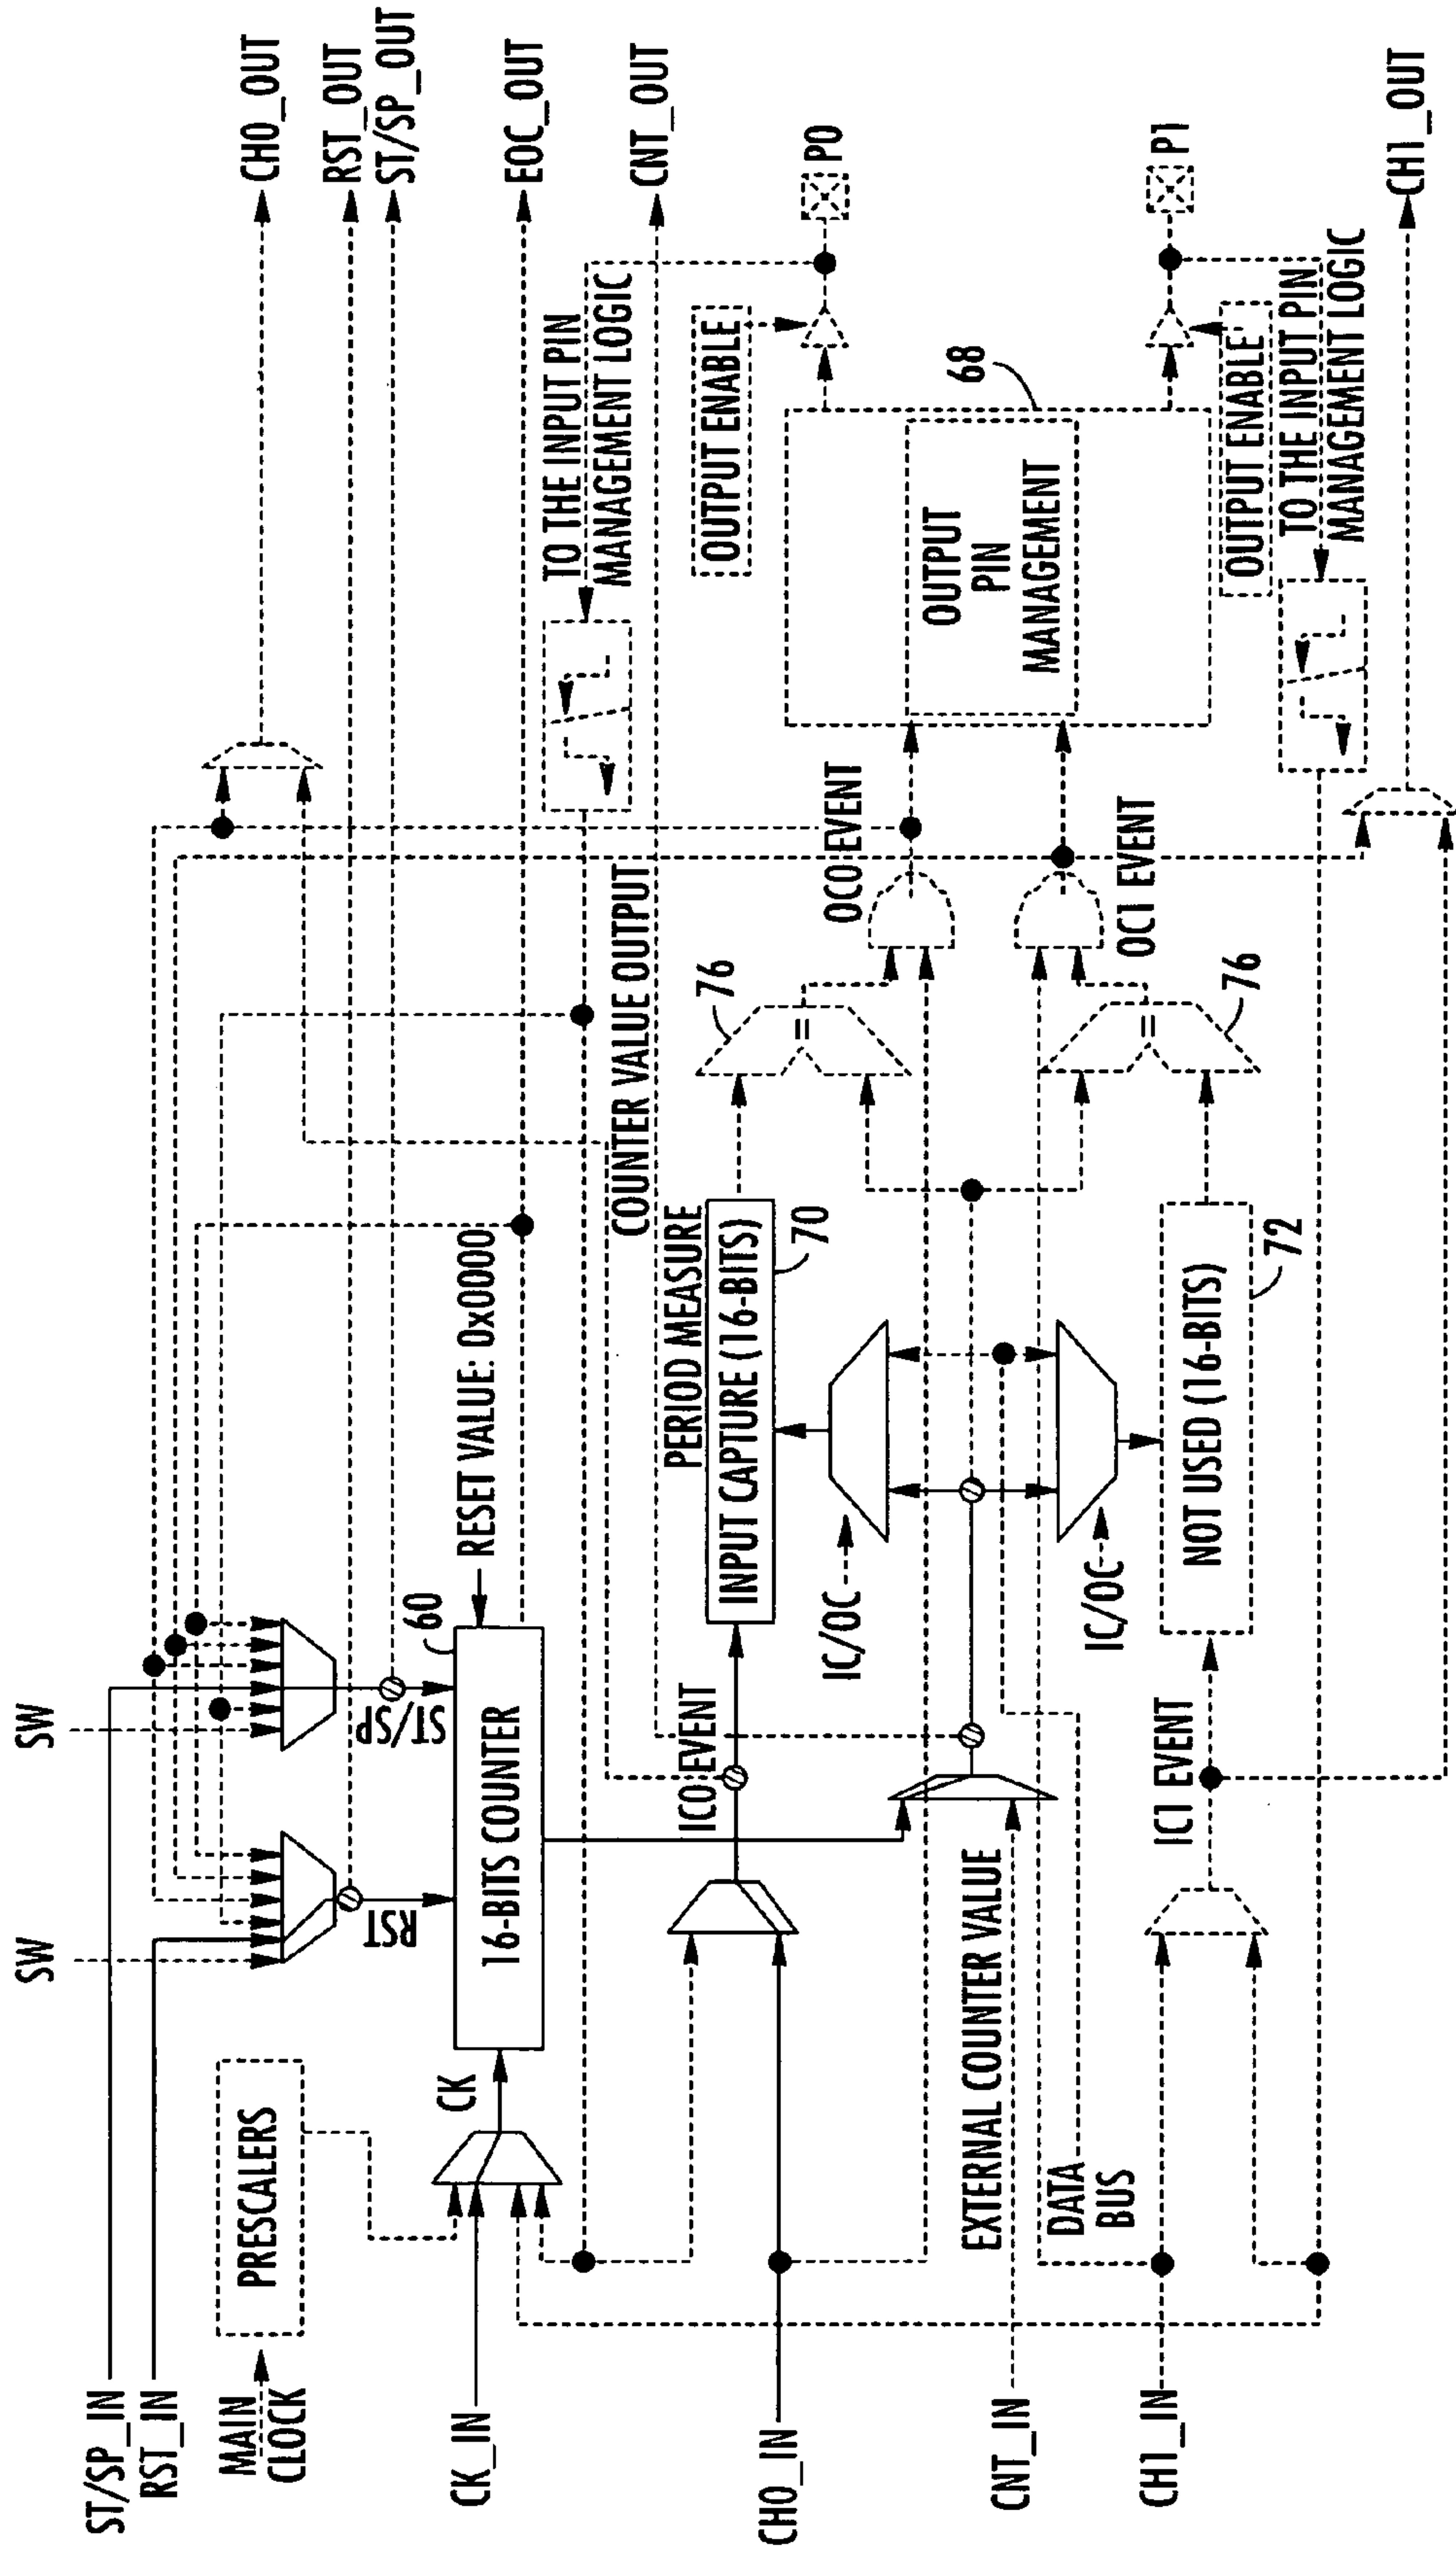 ST/SP_IN
RST_IN
MAIN
CLOCK
PRESCALERS
SW
SW
RST
ST/SP
CK_IN
CK
16-BITS COUNTER
60
RESET VALUE: 0x0000
CH0_OUT
RST_OUT
ST/SP_OUT
EOC_OUT
CNT_OUT
TO THE INPUT PIN
MANAGEMENT LOGIC
COUNTER VALUE OUTPUT
CH0_IN
IC0 EVENT
PERIOD MEASURE
INPUT CAPTURE (16-BITS)
70
76
OC0 EVENT
OUTPUT ENABLE
P0
IC/OC
68
OUTPUT
PIN
MANAGEMENT
EXTERNAL COUNTER VALUE
CNT_IN
DATA
BUS
IC/OC
OC1 EVENT
P1
CH1_IN
IC1 EVENT
NOT USED (16-BITS)
72
76
OUTPUT ENABLE
TO THE INPUT PIN
MANAGEMENT LOGIC
CH1_OUT